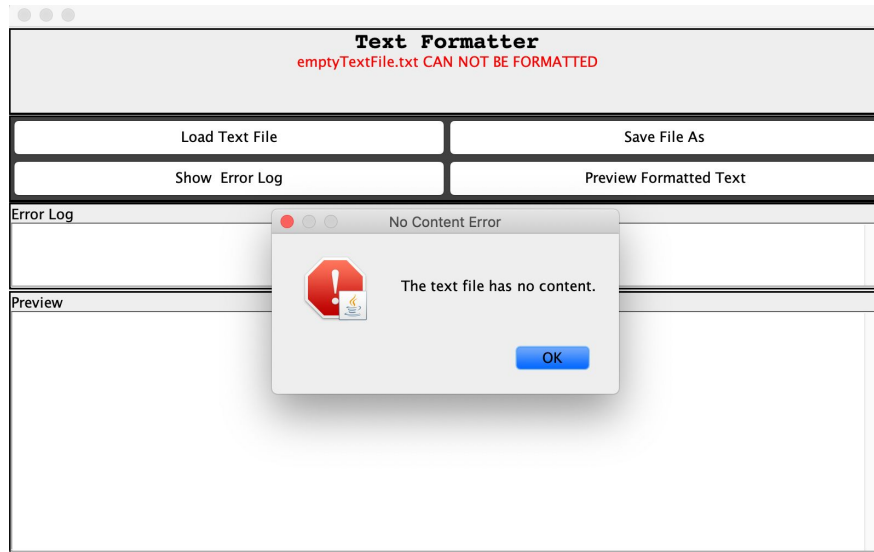 Text Formatter
emptyTextFile.txt CAN NOT BE FORMATTED
Load Text File
Save File As
Show  Error Log
Preview Formatted Text
Error Log
No Content Error
The text file has no content.
OK
Preview